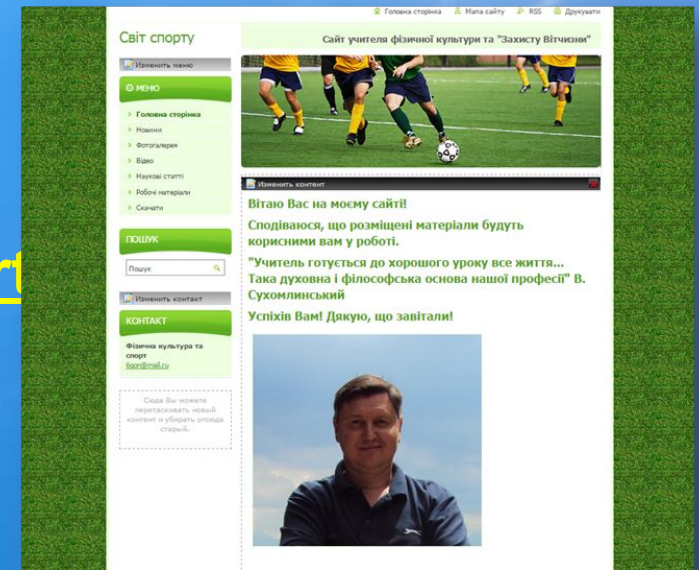 Головна сторінка Мапа сайту RSS Друкувати
Світ спорту
Сайт учителя фізичної культури та "Захисту Вітчизни"
Изменить меню
МЕНЮ
Головна сторінка
Новини
Фотогалерея
Відео
Наукові статті
Робочі матеріали
Скачати
ПОШУК
Пошук
Изменить контакт
КОНТАКТ
Фізична культура та
спорт
Сюда Вы можете
перетаскивать новый
контент и убирать отсюда
старый.
Изменить контент
Вітаю Вас на моєму сайті!
Сподіваюся, що розміщені матеріали будуть
корисними вам у роботі.
"Учитель готується до хорошого уроку все життя...
Така духовна і філософська основа нашої професії" В.
Сухомлинський
Успіхів Вам! Дякую, що завітали!